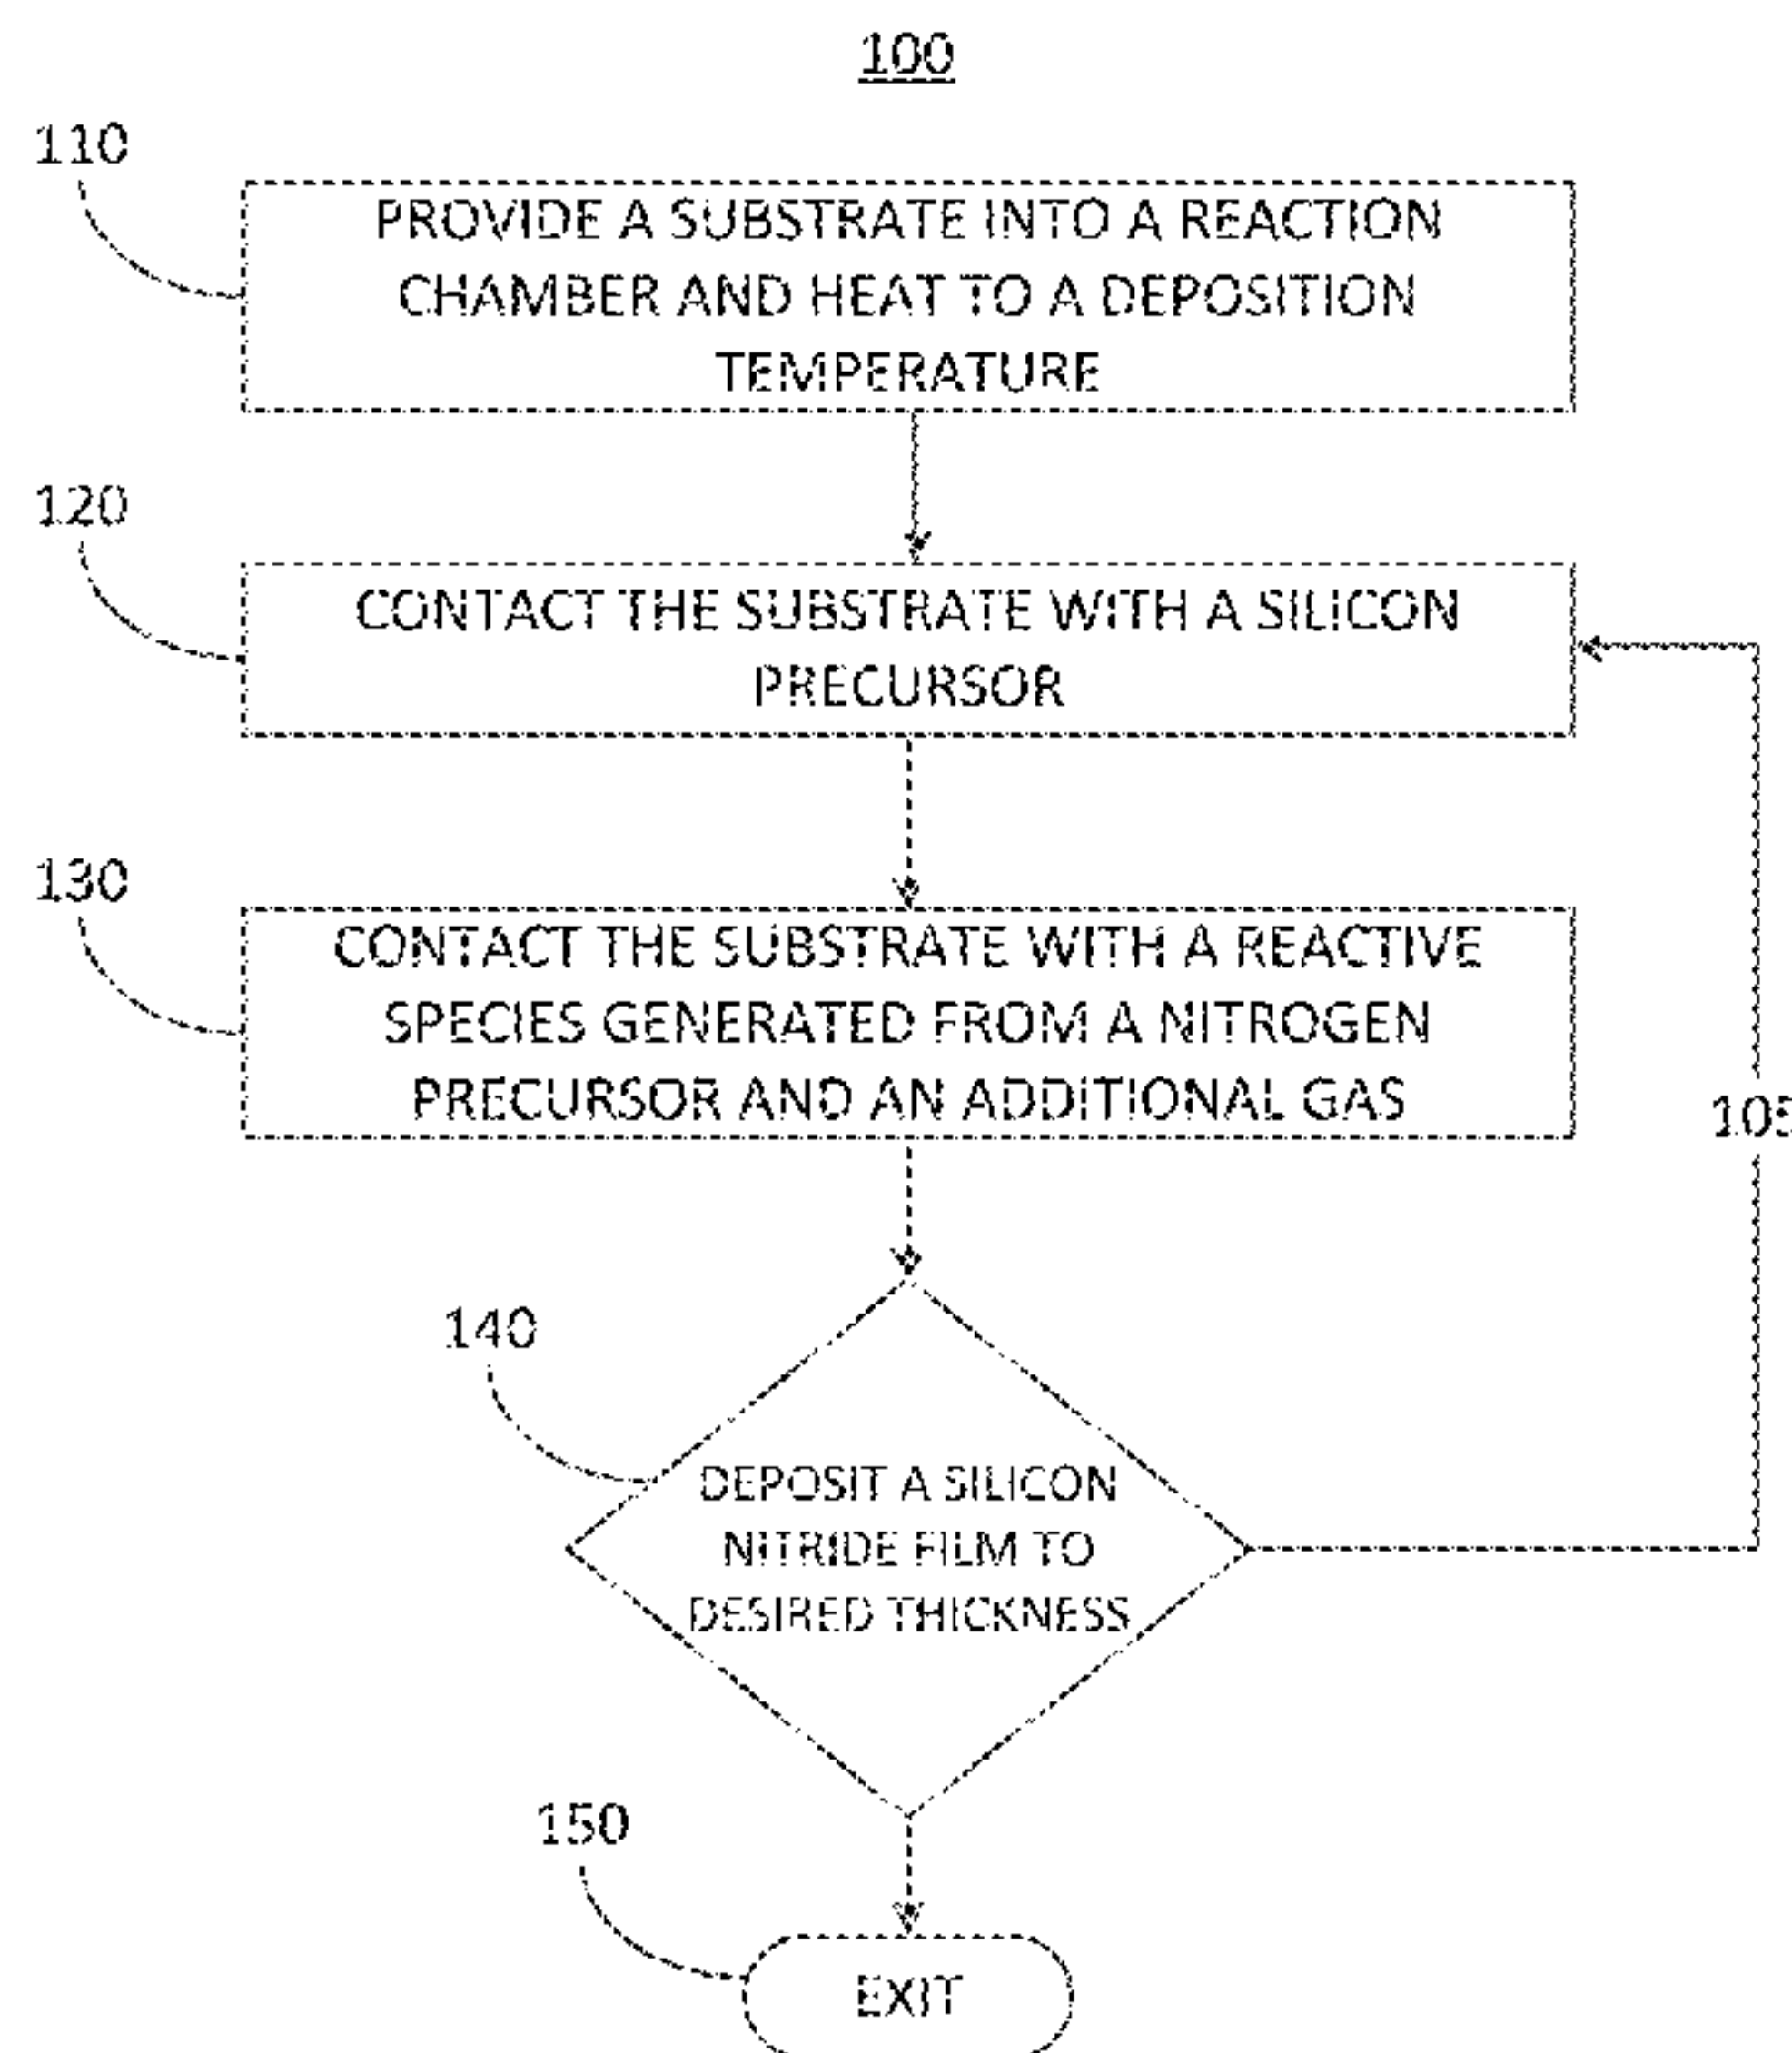 100
110
PROVIDE A SUBSTRATE INTO A REACTION
CHAMBER AND HEAT TO A DEPOSITION
TEMPERATURE
120
CONTACT THE SUBSTRATE WITH A SILICON
PRECURSOR
130
CONTACT THE SUBSTRATE WITH A REACTIVE
SPECIES GENERATED FROM A NITROGEN
PRECURSOR AND AN ADDITIONAL GAS
105
140
DEPOSIT A SILICON
NITRIDE FILM TO
DESIRED THICKNESS
150
EXIT